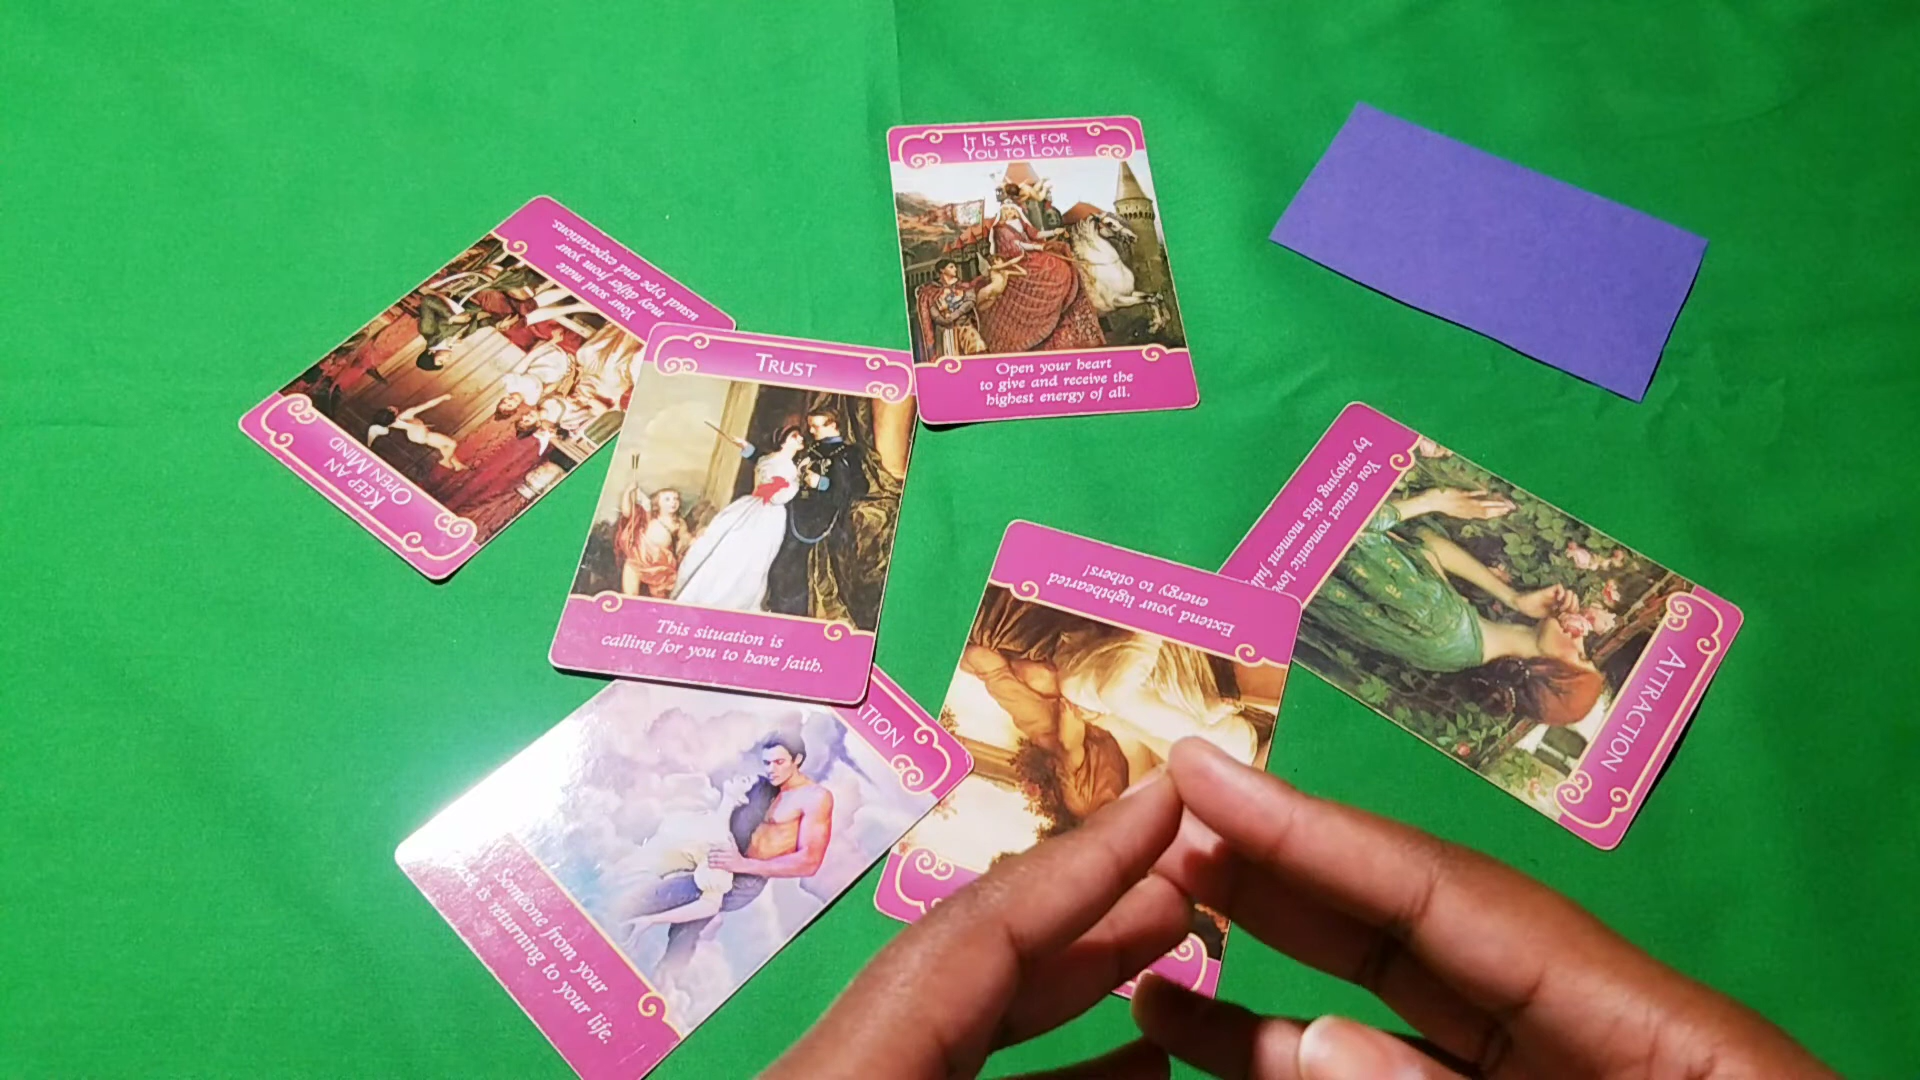 IT IS SAFE FOR
YOU TO LOVE
Open your heart
to give and receive the
highest energy of all.
KEEP AN
OPEN MIND
Your soul mate
may differ from your
usual type and expectations.
TRUST
This situation is
calling for you to have faith.
ATTRACTION
You attract romantic
by enjoying this moment
Extend your lighthearted
energy to others!
Someone from your
is returning to your life.